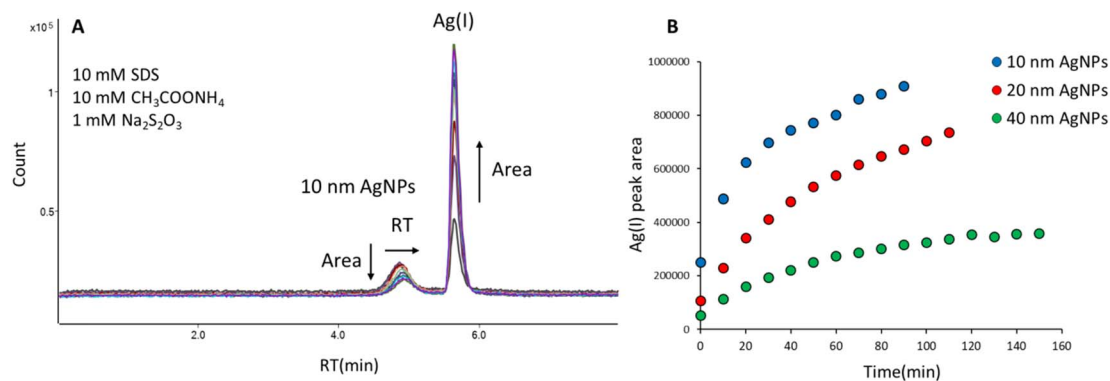 A
x10⁵
Ag(I)
10 mM SDS
10 mM CH₃COONH₄
1 mM Na₂S₂O₃
1
Count
Area
10 nm AgNPs
RT
0.5
Area
2.0 4.0 6.0
RT(min)
B
10 nm AgNPs
20 nm AgNPs
40 nm AgNPs
Ag(I) peak area
1000000
800000
600000
400000
200000
0
0 20 40 60 80 100 120 140 160
Time(min)